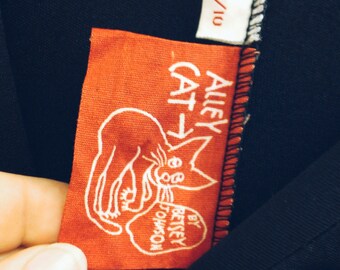 /10
ALLEY
CAT
BY
BETSEY
JOHNSON